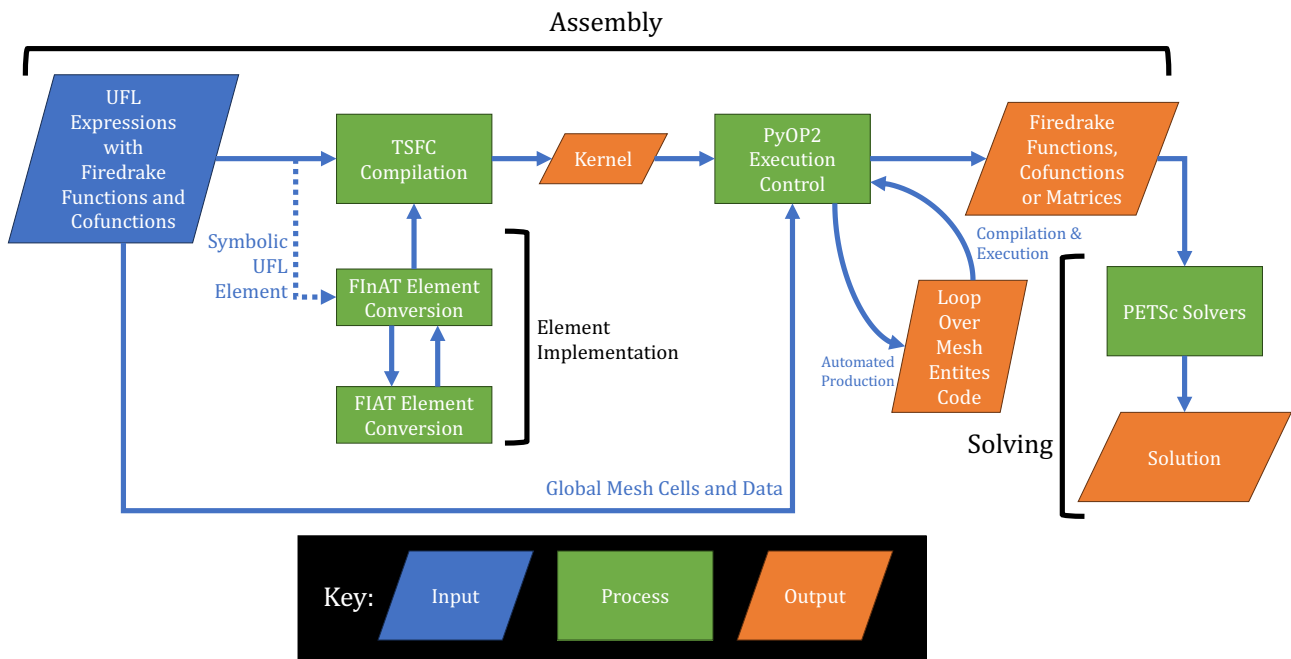 Assembly
UFL
Expressions
with
Firedrake
Functions and
Cofunctions
TSFC
Compilation
Kernel
PyOP2
Execution
Control
Firedrake
Functions,
Cofunctions
or Matrices
Symbolic
UFL
Element
FInAT Element
Conversion
FIAT Element
Conversion
Element
Implementation
Compilation &
Execution
Automated
Production
Loop
Over
Mesh
Entites
Code
PETSc Solvers
Solving
Solution
Global Mesh Cells and Data
Key:
Input
Process
Output